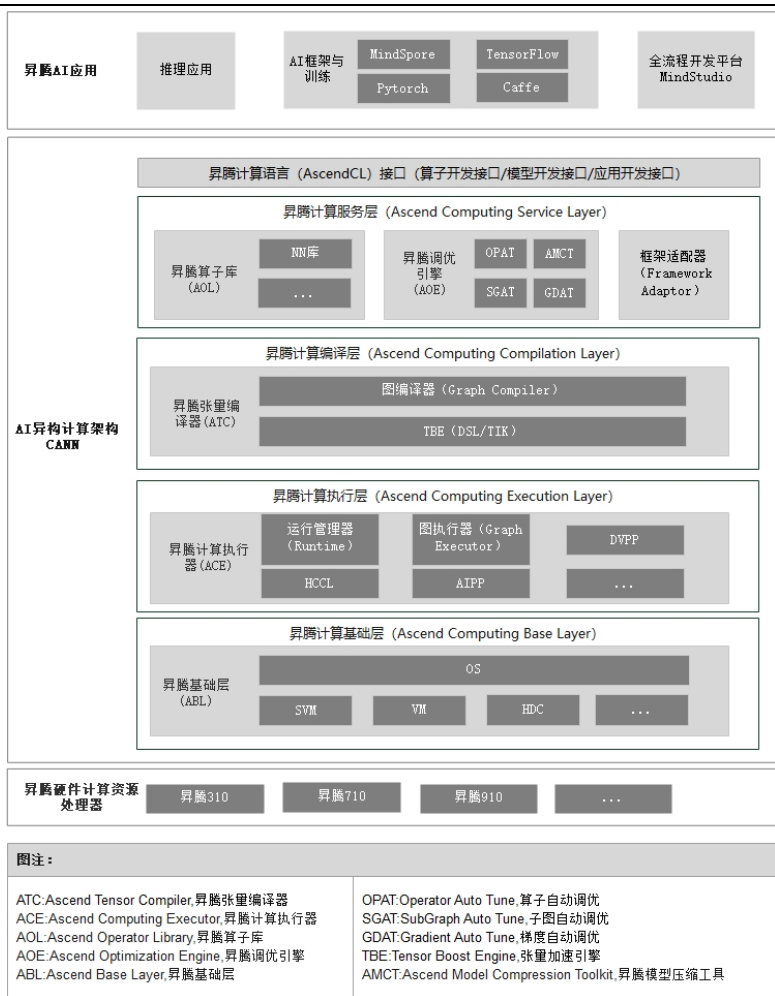 昇腾AI应用
推理应用
AI框架与
训练
MindSpore
TensorFlow
Pytorch
Caffe
全流程开发平台
MindStudio
AI异构计算架构
CANN
昇腾计算语言（AscendCL）接口（算子开发接口/模型开发接口/应用开发接口）
昇腾计算服务层（Ascend Computing Service Layer）
昇腾算子库
(AOL)
NN库
...
昇腾调优
引擎
(AOE)
OPAT
AMCT
SGAT
GDAT
框架适配器
（Framework
Adaptor）
昇腾计算编译层（Ascend Computing Compilation Layer）
昇腾张量编
译器(ATC)
图编译器（Graph Compiler）
TBE（DSL/TIK）
昇腾计算执行层（Ascend Computing Execution Layer）
昇腾计算执行
器(ACE)
运行管理器
（Runtime）
图执行器（Graph
Executor）
DVPP
HCCL
AIPP
...
昇腾计算基础层（Ascend Computing Base Layer）
昇腾基础层
(ABL)
OS
SVM
VM
HDC
...
昇腾硬件计算资源
处理器
昇腾310
昇腾710
昇腾910
...
图注：
ATC:Ascend Tensor Compiler,昇腾张量编译器
ACE:Ascend Computing Executor,昇腾计算执行器
AOL:Ascend Operator Library,昇腾算子库
AOE:Ascend Optimization Engine,昇腾调优引擎
ABL:Ascend Base Layer,昇腾基础层
OPAT:Operator Auto Tune,算子自动调优
SGAT:SubGraph Auto Tune,子图自动调优
GDAT:Gradient Auto Tune,梯度自动调优
TBE:Tensor Boost Engine,张量加速引擎
AMCT:Ascend Model Compression Toolkit,昇腾模型压缩工具